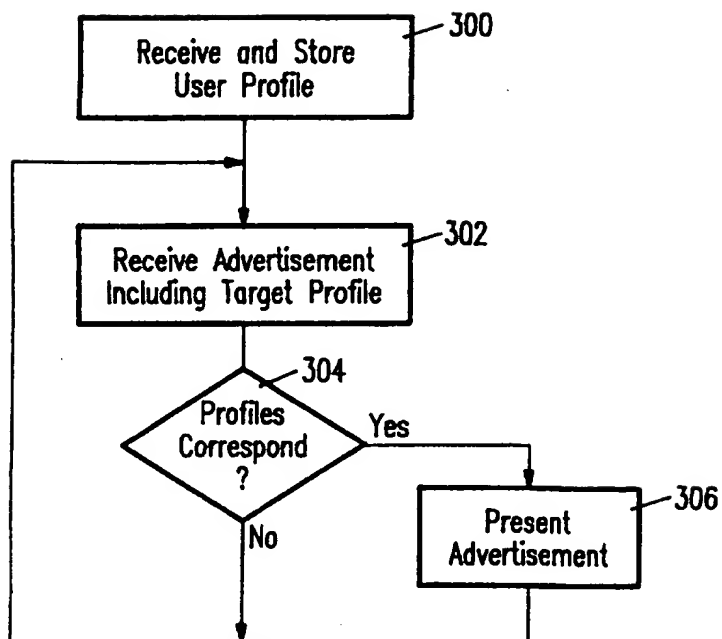 300
Receive and Store
User Profile
302
Receive Advertisement
Including Target Profile
304
Profiles
Correspond
?
Yes
No
306
Present
Advertisement